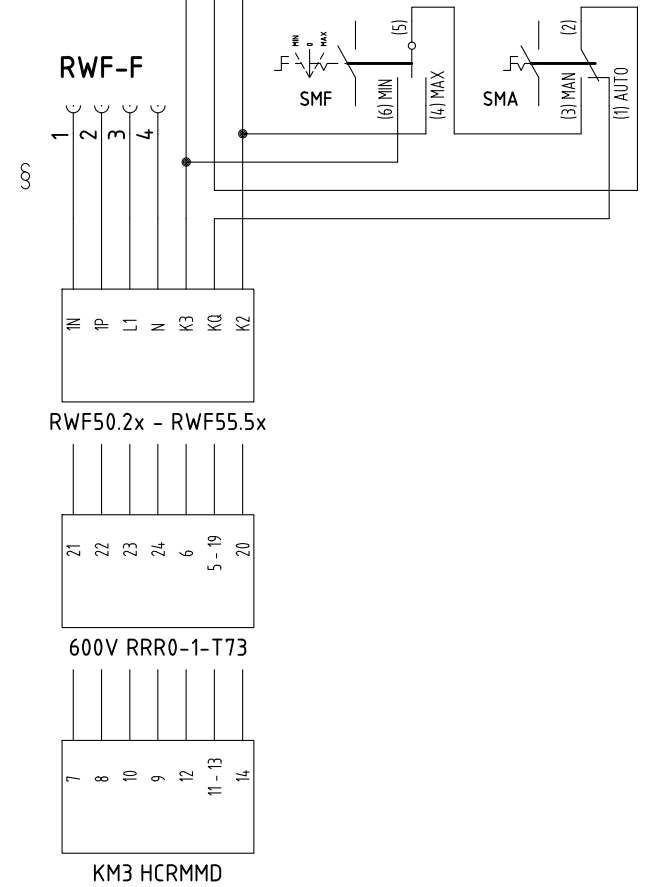 RWF-F
1 2 3 4
§
MIN 0 MAX
SMF
(5)
(6) MIN
(4) MAX
SMA
(2)
(3) MAN
(1) AUTO
1N 1P L1 N K3 KQ K2
RWF50.2x - RWF55.5x
21 22 23 24 6 5 - 19 20
600V RRR0-1-T73
7 8 10 9 12 11 - 13 14
KM3 HCRMMD